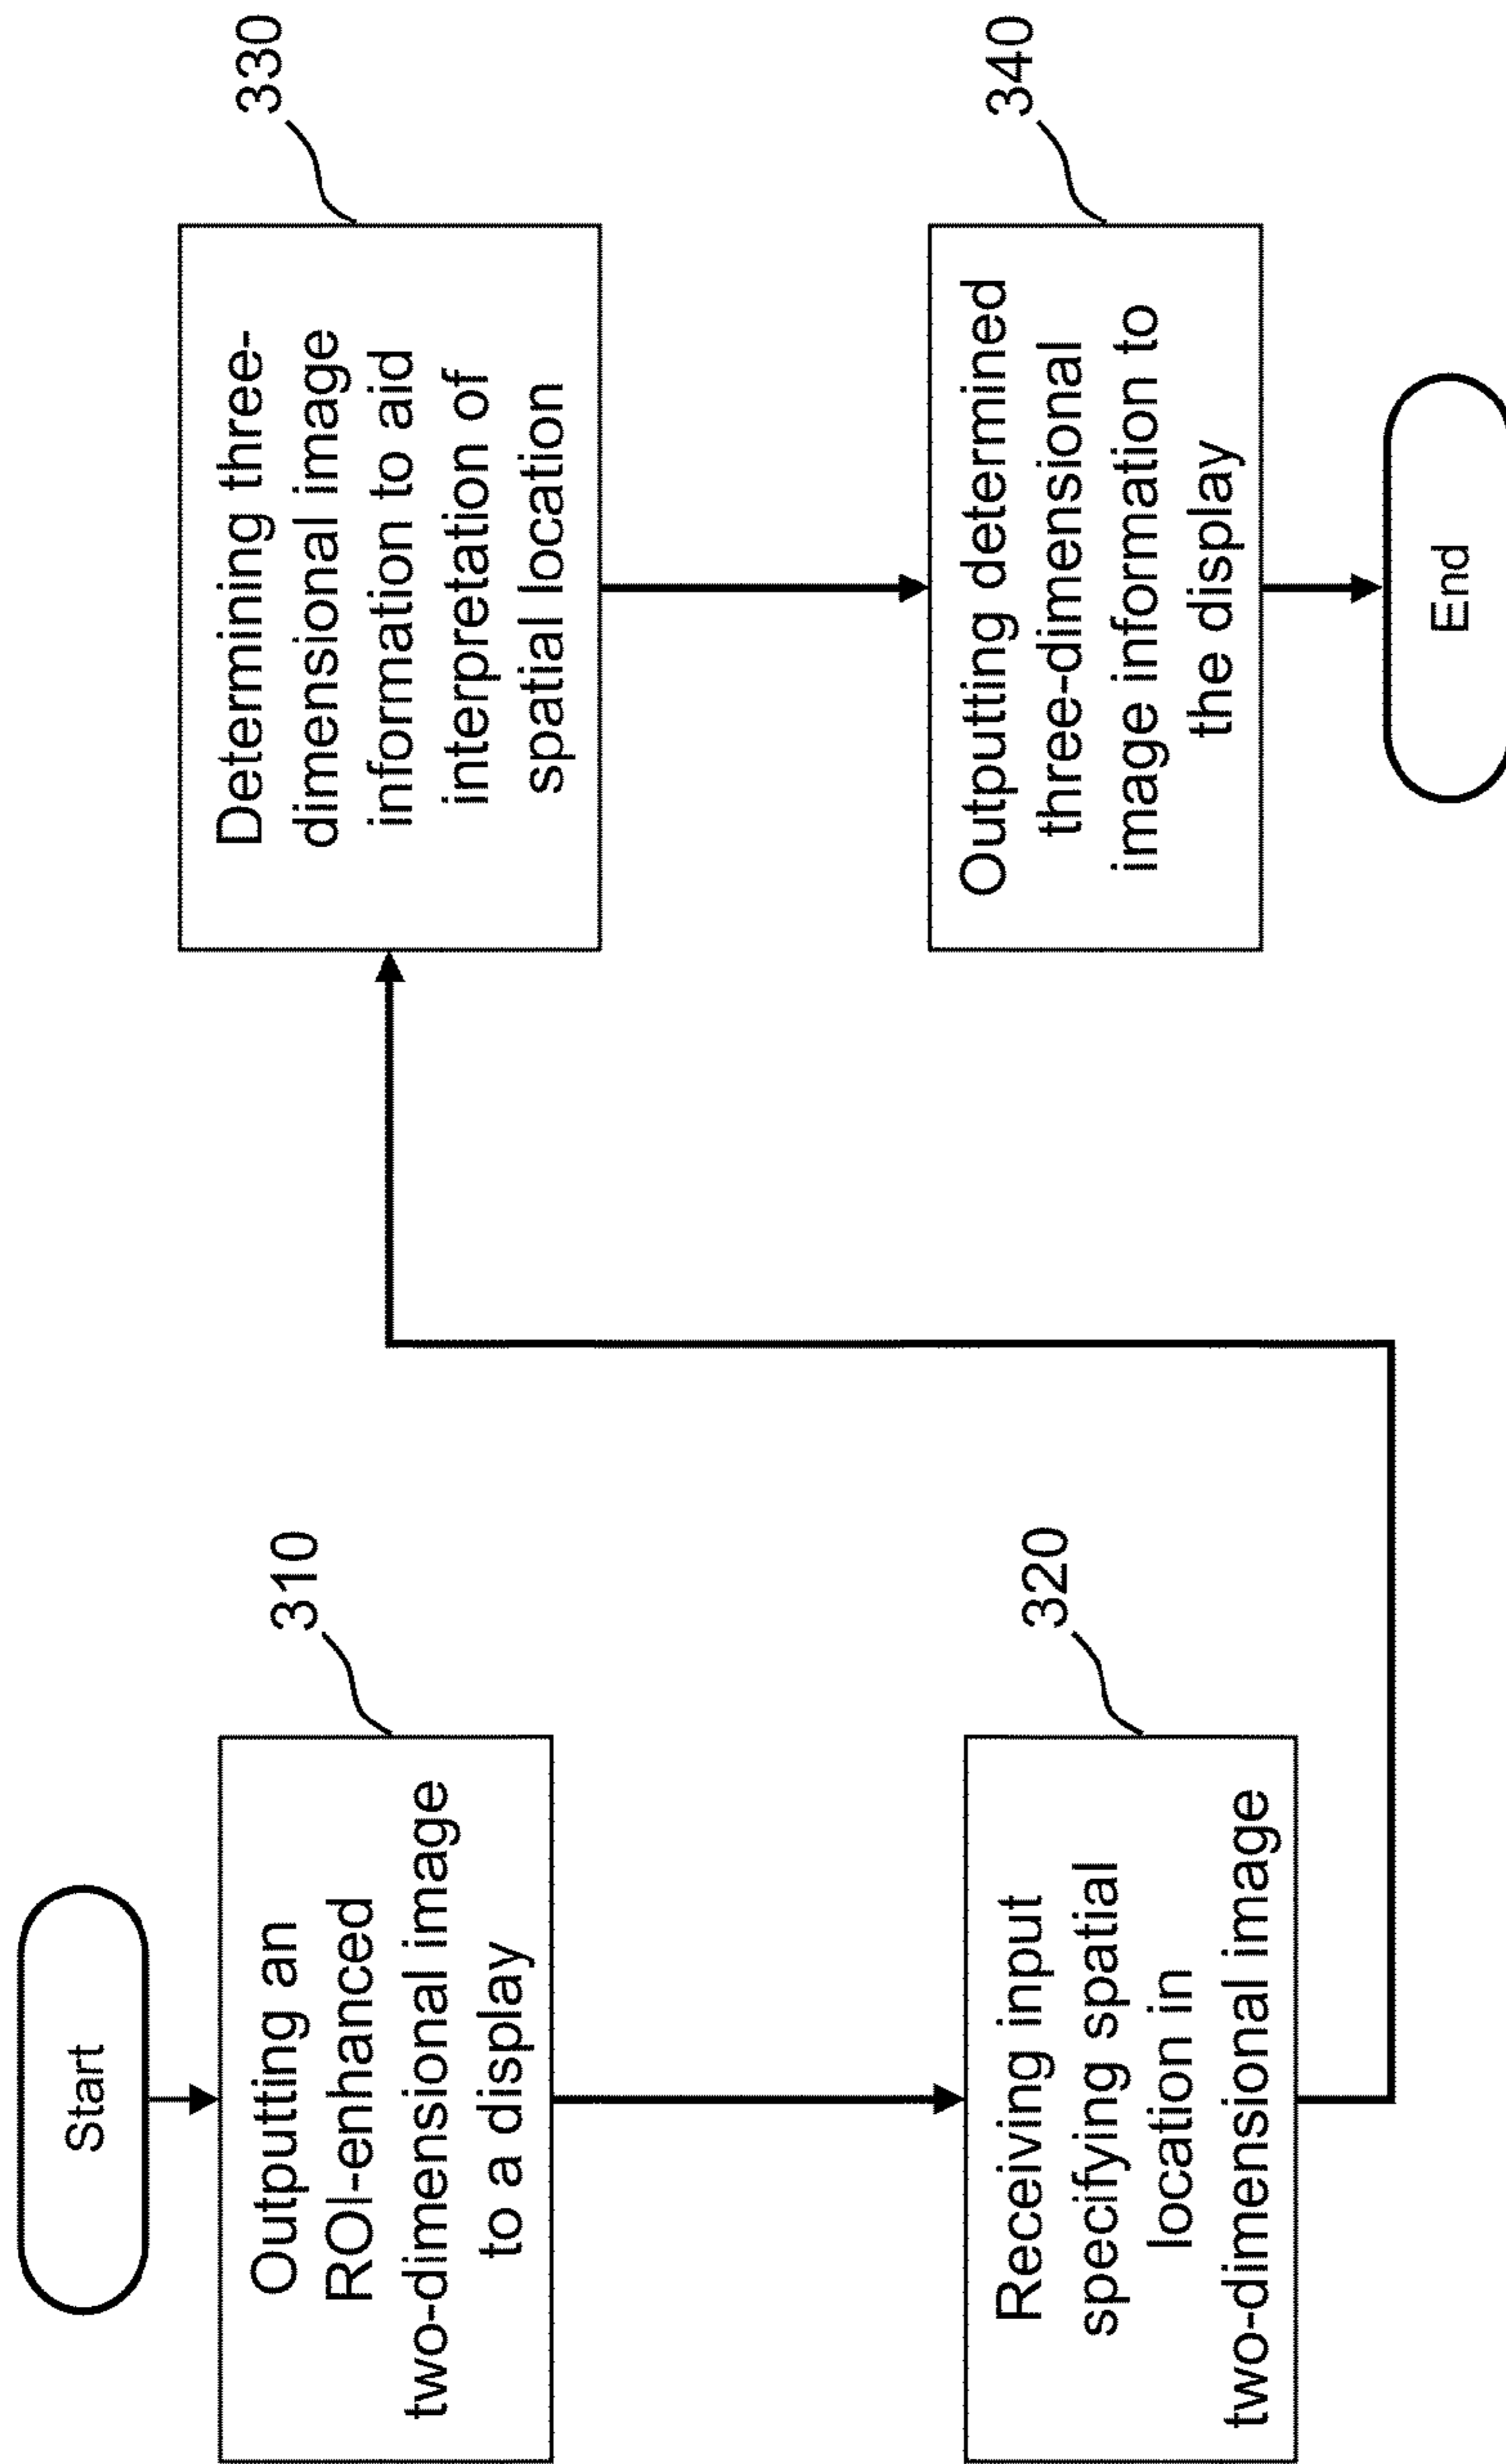 Start
310
Outputting an
ROI-enhanced
two-dimensional image
to a display
320
Receiving input
specifying spatial
location in
two-dimensional image
330
Determining three-
dimensional image
information to aid
interpretation of
spatial location
340
Outputting determined
three-dimensional
image information to
the display
End